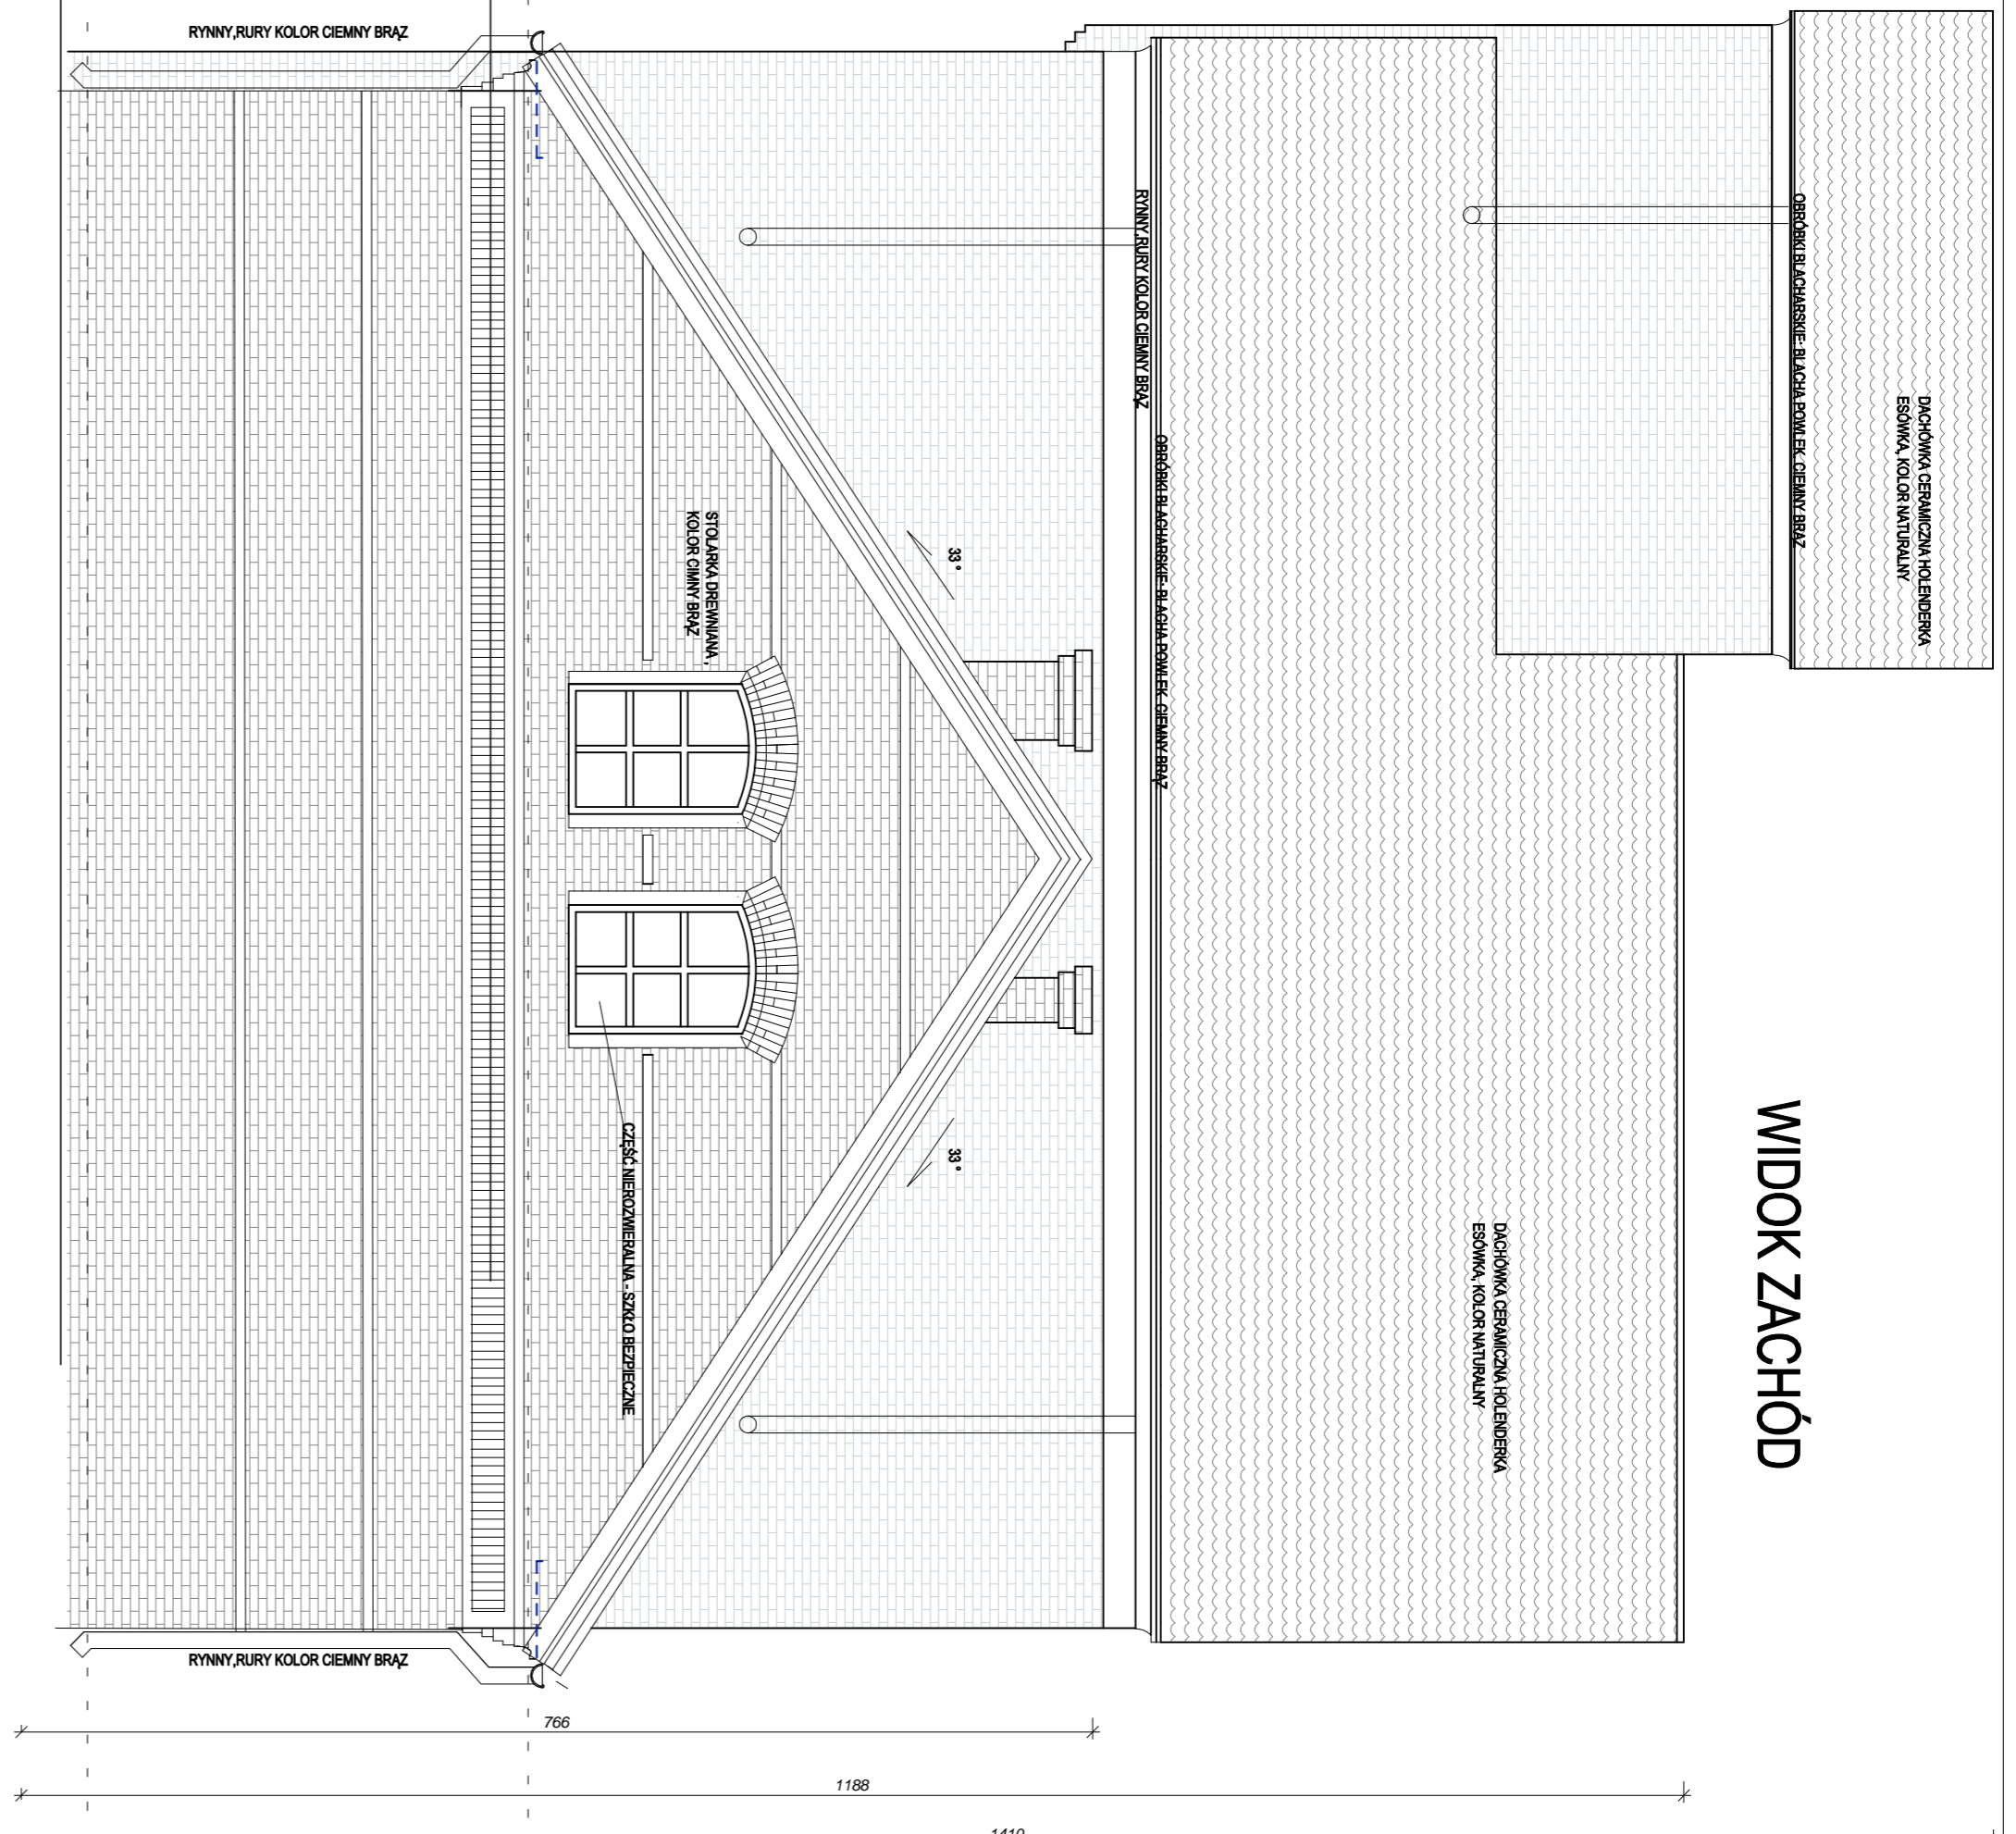 WIDOK ZACHÓD
DACHÓWKA CERAMICZNA HOLENDERKA
ESÓWKA, KOLOR NATURALNY
OBRÓBKI BLACHARSKIE: BLACHA POWLEK. CIEMNY BRĄZ
DACHÓWKA CERAMICZNA HOLENDERKA
ESÓWKA, KOLOR NATURALNY
OBRÓBKI BLACHARSKIE: BLACHA POWLEK. CIEMNY BRĄZ
RYNNY,RURY KOLOR CIEMNY BRĄZ
33 °
33 °
STOLARKA DREWNIANA ,
KOLOR CIMNY BRĄZ
CZĘŚĆ NIEROZWIERALNA - SZKŁO BEZPIECZNE
RYNNY,RURY KOLOR CIEMNY BRĄZ
RYNNY,RURY KOLOR CIEMNY BRĄZ
766
1188
1410